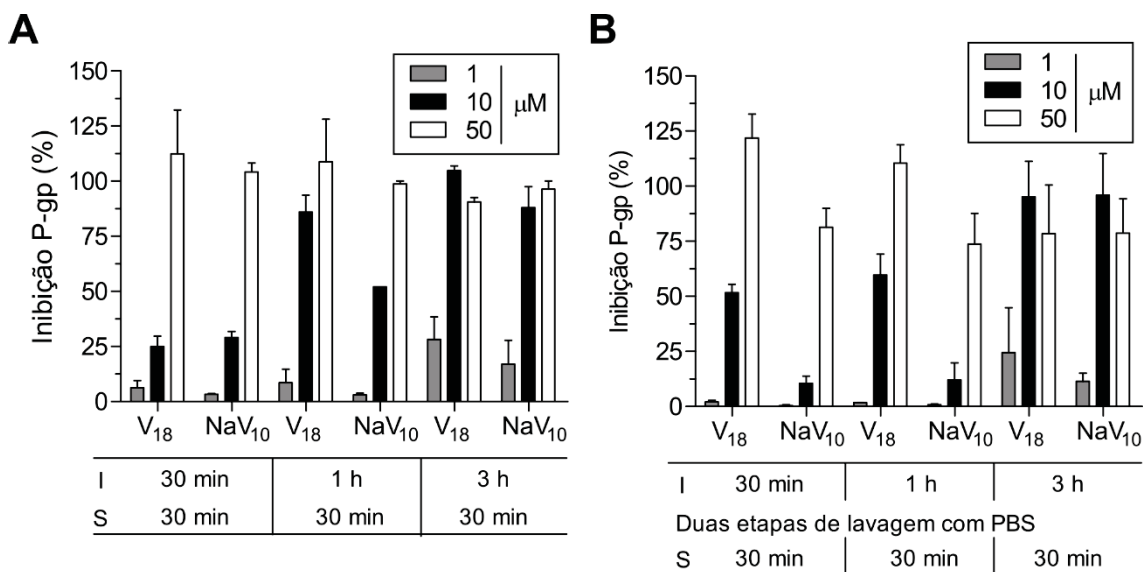 A
Inibição P-gp (%)
150
125
100
75
50
25
0
1
10
50
μM
V₁₈ NaV₁₀ V₁₈ NaV₁₀ V₁₈ NaV₁₀
I 30 min 1 h 3 h
S 30 min 30 min 30 min
B
Inibição P-gp (%)
150
125
100
75
50
25
0
1
10
50
μM
V₁₈ NaV₁₀ V₁₈ NaV₁₀ V₁₈ NaV₁₀
I 30 min 1 h 3 h
Duas etapas de lavagem com PBS
S 30 min 30 min 30 min